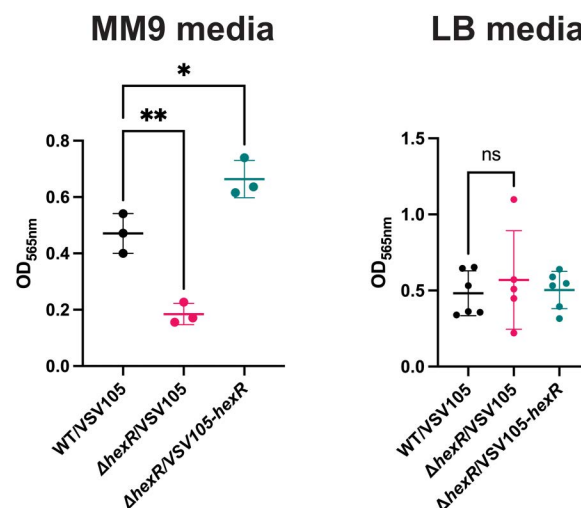 MM9 media
LB media
*
**
ns
OD565nm
0.8
0.6
0.4
0.2
0.0
WT/VSV105
ΔhexR/VSV105
ΔhexR/VSV105-hexR
OD565nm
1.5
1.0
0.5
0.0
WT/VSV105
ΔhexR/VSV105
ΔhexR/VSV105-hexR